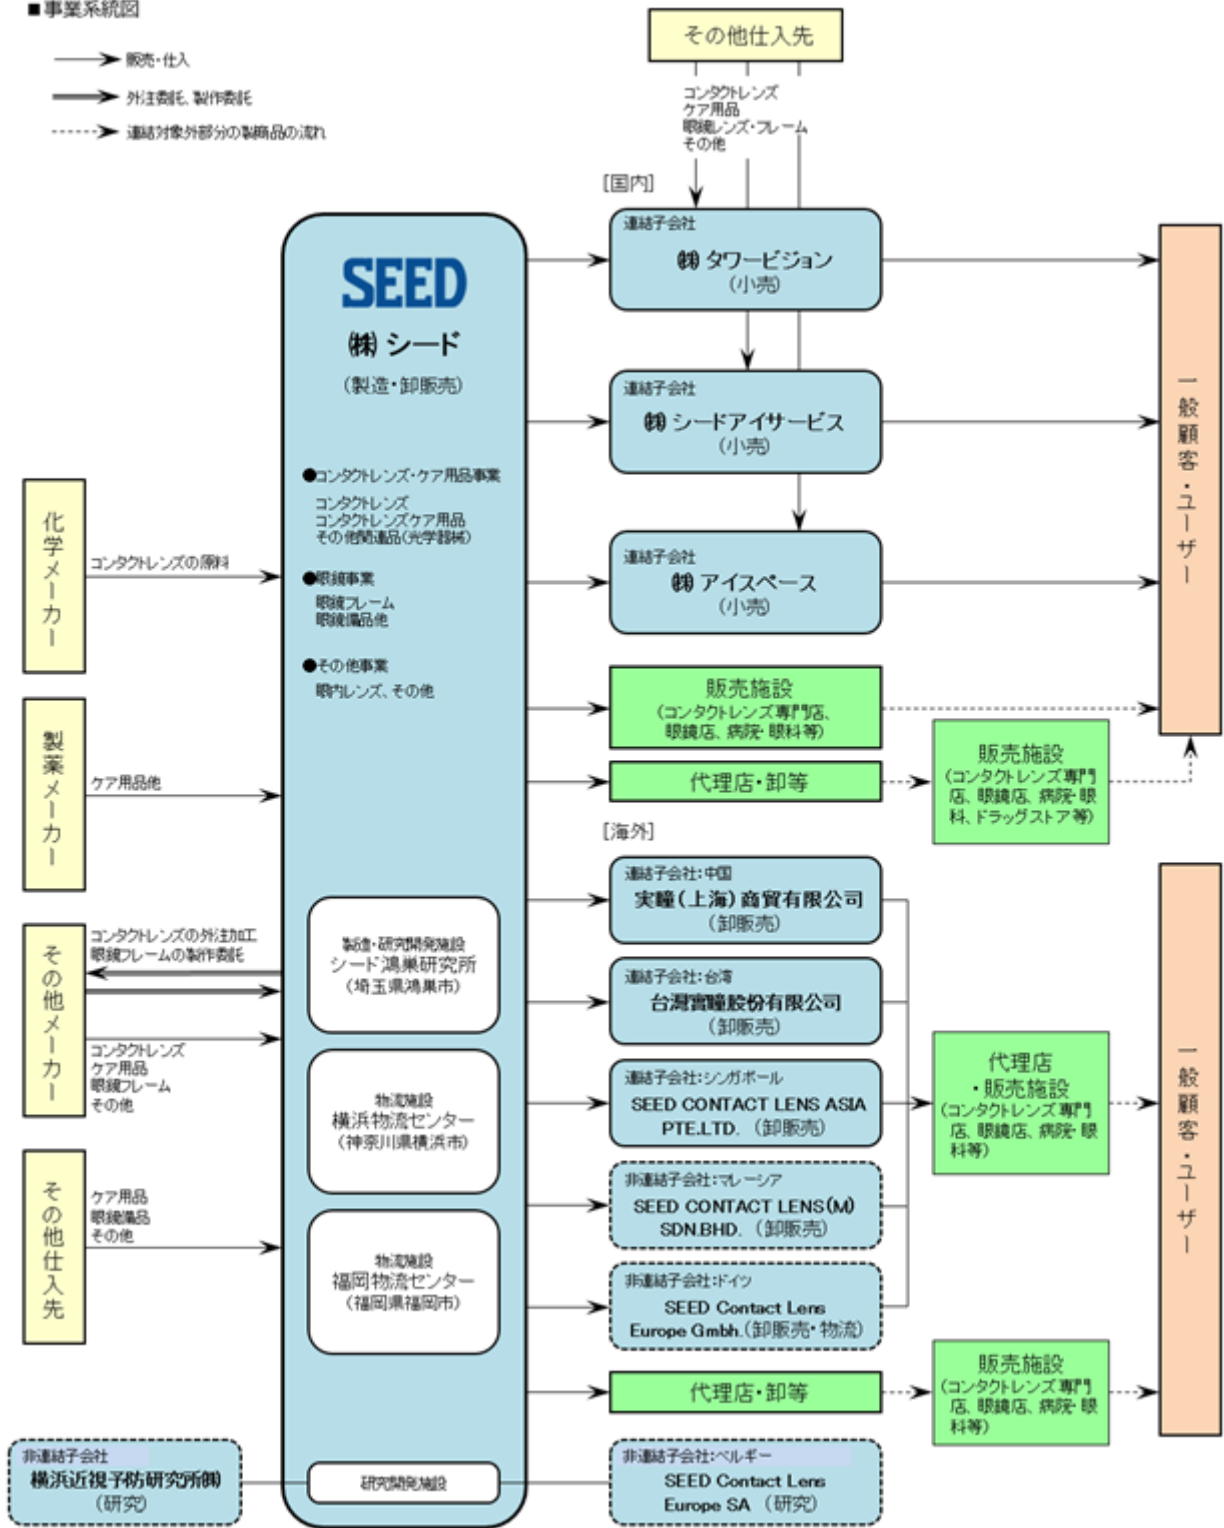 ■事業系統図
販売・仕入
外注委託、製作委託
連結対象外部分の製商品の流れ
その他仕入先
コンタクトレンズ
ケア用品
眼鏡レンズ・フレーム
その他
[国内]
SEED
㈱ シード
(製造・卸販売)
●コンタクトレンズ・ケア用品事業
コンタクトレンズ
コンタクトレンズケア用品
その他関連品(光学器械)
●眼鏡事業
眼鏡フレーム
眼鏡備品他
●その他事業
眼内レンズ、その他
製造・研究開発施設
シード鴻巣研究所
(埼玉県鴻巣市)
物流施設
横浜物流センター
(神奈川県横浜市)
物流施設
福岡物流センター
(福岡県福岡市)
研究開発施設
化学メーカー
コンタクトレンズの原料
製薬メーカー
ケア用品他
その他メーカー
コンタクトレンズの外注加工
眼鏡フレームの製作委託
コンタクトレンズ
ケア用品
眼鏡フレーム
その他
その他仕入先
ケア用品
眼鏡備品
その他
非連結子会社
横浜近視予防研究所㈱
(研究)
連結子会社
㈱ タワービジョン
(小売)
連結子会社
㈱ シードアイサービス
(小売)
連結子会社
㈱ アイスペース
(小売)
販売施設
(コンタクトレンズ専門店、
眼鏡店、病院・眼科等)
代理店・卸等
販売施設
(コンタクトレンズ専門
店、眼鏡店、病院・眼
科、ドラッグストア等)
一般顧客・ユーザー
[海外]
連結子会社:中国
実瞳(上海)商貿有限公司
(卸販売)
連結子会社:台湾
台灣實瞳股份有限公司
(卸販売)
連結子会社:シンガポール
SEED CONTACT LENS ASIA
PTE.LTD. (卸販売)
非連結子会社:マレーシア
SEED CONTACT LENS(M)
SDN.BHD. (卸販売)
非連結子会社:ドイツ
SEED Contact Lens
Europe Gmbh.(卸販売・物流)
代理店
・販売施設
(コンタクトレンズ専門
店、眼鏡店、病院・眼
科等)
代理店・卸等
販売施設
(コンタクトレンズ専門
店、眼鏡店、病院・眼
科等)
一般顧客・ユーザー
非連結子会社:ベルギー
SEED Contact Lens
Europe SA (研究)